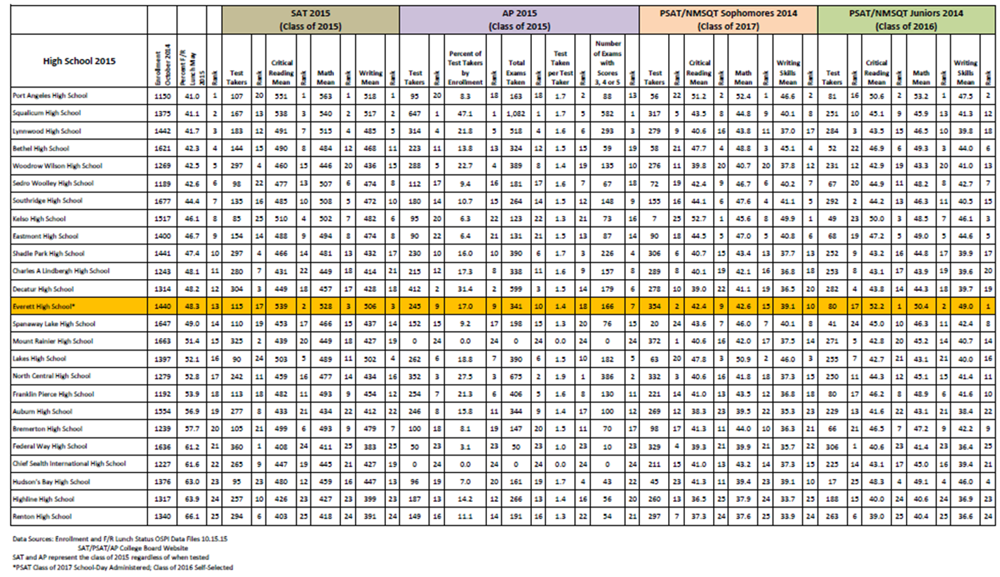 SAT 2015 AP 2015 PSAT/NMSQT Sophomores 2014 PSAT/NMSQT Juniors 2014
(Class of 2015) (Class of 2015) (Class of 2017) (Class of 2016)
High School 2015 Enrollment October 2014 Percent F/R Lunch May 2015 Rank Test Takers Rank Critical Reading Mean Rank Math Mean Rank Writing Mean Rank Test Takers Rank Percent of Test Takers by Enrollment Rank Total Exams Taken Rank Test Taken per Test Taker Rank Number of Exams with Scores 3, 4 or 5 Rank Test Takers Rank Critical Reading Mean Rank Math Mean Rank Writing Skills Mean Rank Test Takers Rank Critical Reading Mean Rank Math Mean Rank Writing Skills Mean Rank
Port Angeles High School 1150 41.0 1 107 20 551 1 563 1 518 1 95 20 8.3 18 163 18 1.7 2 88 13 56 22 51.2 2 52.4 1 46.6 2 81 16 50.6 2 53.2 1 47.5 2
Squalicum High School 1375 41.1 2 167 13 538 3 540 2 517 2 647 1 47.1 1 1,082 1 1.7 5 582 1 317 5 43.5 8 44.8 9 40.1 8 251 10 45.1 9 45.9 13 41.3 12
Lynnwood High School 1442 41.7 3 183 12 491 7 515 4 485 5 314 4 21.8 5 518 4 1.6 6 293 3 279 9 40.6 16 43.8 11 37.0 17 284 3 43.5 15 46.5 10 39.8 18
Bethel High School 1621 42.3 4 144 15 490 8 484 12 468 11 223 11 13.8 13 324 12 1.5 15 59 19 58 21 47.7 4 48.8 3 45.1 4 52 22 46.9 6 49.3 3 44.0 6
Woodrow Wilson High School 1269 42.5 5 297 4 460 15 446 20 436 15 288 5 22.7 4 389 8 1.4 19 135 10 276 11 39.8 20 40.7 20 37.8 12 231 12 42.9 19 43.3 20 41.0 13
Sedro Woolley High School 1189 42.6 6 98 22 477 13 507 6 474 8 112 17 9.4 16 181 17 1.6 7 67 18 72 19 42.4 9 46.7 6 40.2 7 67 20 44.9 11 48.2 8 42.7 7
Southridge High School 1677 44.4 7 135 16 485 10 508 5 472 10 180 14 10.7 15 264 14 1.5 12 148 9 155 16 44.1 6 47.6 4 41.1 5 292 2 44.2 13 46.3 11 40.5 15
Kelso High School 1517 46.1 8 85 25 510 4 502 7 482 6 95 20 6.3 22 123 22 1.3 21 73 16 7 25 52.7 1 45.6 8 49.9 1 49 23 50.0 3 48.5 7 46.1 3
Eastmont High School 1400 46.7 9 154 14 488 9 494 8 474 8 90 22 6.4 21 131 21 1.5 13 87 14 90 18 44.5 5 47.0 5 40.8 6 68 19 47.2 5 49.0 5 44.6 5
Shadle Park High School 1441 47.4 10 297 4 466 14 481 13 432 17 230 10 16.0 10 390 6 1.7 3 226 4 306 6 40.7 15 43.4 13 37.7 13 252 9 43.2 16 44.8 17 39.9 17
Charles A Lindbergh High School 1243 48.1 11 280 7 431 22 449 18 414 21 215 12 17.3 8 338 11 1.6 9 157 8 289 8 40.1 19 42.1 16 36.8 18 253 8 43.1 17 43.9 19 39.6 20
Decatur High School 1314 48.2 12 304 3 449 18 457 17 428 18 412 2 31.4 2 599 3 1.5 14 179 6 278 10 39.0 22 41.1 19 36.5 20 282 4 43.8 14 44.3 18 39.7 19
Everett High School* 1440 48.3 13 115 17 539 2 528 3 506 3 245 9 17.0 9 341 10 1.4 18 166 7 354 2 42.4 9 42.6 15 39.1 10 80 17 52.2 1 50.4 2 49.0 1
Spanaway Lake High School 1647 49.0 14 110 19 453 17 466 15 437 14 152 15 9.2 17 198 15 1.3 20 76 15 20 24 43.6 7 46.0 7 40.1 8 41 24 45.0 10 46.3 11 42.4 8
Mount Rainier High School 1663 51.4 15 325 2 439 20 449 18 427 19 0 24 0.0 24 0 24 0.0 24 0 24 372 1 40.6 16 42.0 17 37.5 14 271 5 42.8 20 45.2 14 40.7 14
Lakes High School 1397 52.1 16 90 24 503 5 489 11 502 4 262 6 18.8 7 390 6 1.5 10 182 5 63 20 47.8 3 50.9 2 46.0 3 255 7 42.7 21 43.1 21 40.0 16
North Central High School 1279 52.8 17 242 11 459 16 477 14 434 16 352 3 27.5 3 675 2 1.9 1 386 2 332 3 40.6 16 41.8 18 37.3 15 250 11 44.3 12 45.1 15 41.4 11
Franklin Pierce High School 1192 53.9 18 113 18 482 11 493 9 454 12 254 7 21.3 6 406 5 1.6 8 130 11 221 14 41.0 13 43.5 12 36.8 18 80 17 46.2 8 48.9 6 41.6 10
Auburn High School 1554 56.9 19 277 8 433 21 434 22 412 22 246 8 15.8 11 344 9 1.4 17 100 12 269 12 38.3 23 39.5 22 35.3 23 229 13 41.6 22 43.1 21 38.4 22
Bremerton High School 1239 57.7 20 105 21 499 6 493 9 479 7 100 18 8.1 19 147 20 1.5 11 70 17 98 17 41.3 11 44.0 10 36.3 21 66 21 46.5 7 47.2 9 42.2 9
Federal Way High School 1636 61.2 21 360 1 408 24 411 25 383 25 50 23 3.1 23 50 23 1.0 23 10 23 329 4 39.3 21 39.9 21 35.7 22 306 1 40.6 23 41.4 23 36.4 25
Chief Sealth International High School 1227 61.6 22 265 9 447 19 445 21 427 19 0 24 0.0 24 0 24 0.0 24 0 24 211 15 41.0 13 43.2 14 37.3 15 225 14 43.1 17 45.0 16 39.4 21
Hudson's Bay High School 1376 63.0 23 95 23 480 12 459 16 447 13 96 19 7.0 20 161 19 1.7 4 43 22 45 23 41.3 11 39.4 23 39.1 10 17 25 48.3 4 49.1 4 46.0 4
Highline High School 1317 63.9 24 257 10 426 23 427 23 399 23 187 13 14.2 12 266 13 1.4 16 56 20 260 13 36.5 25 37.9 24 33.7 25 188 15 40.0 24 40.6 24 36.9 23
Renton High School 1340 66.1 25 294 6 403 25 418 24 391 24 149 16 11.1 14 191 16 1.3 22 54 21 297 7 37.3 24 37.6 25 33.9 24 263 6 39.0 25 40.4 25 36.6 24
Data Sources: Enrollment and F/R Lunch Status OSPI Data Files 10.15.15
SAT/PSAT/AP College Board Website
SAT and AP represent the class of 2015 regardless of when tested
*PSAT Class of 2017 School-Day Administered; Class of 2016 Self-Selected